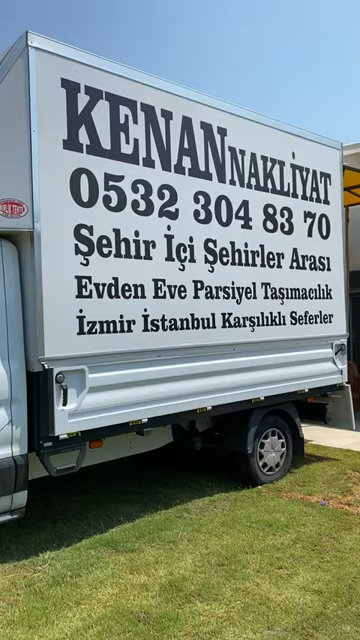 KENAN NAKLİYAT
0532 304 83 70
Şehir İçi Şehirler Arası
Evden Eve Parsiyel Taşımacılık
İzmir İstanbul Karşılıklı Seferler